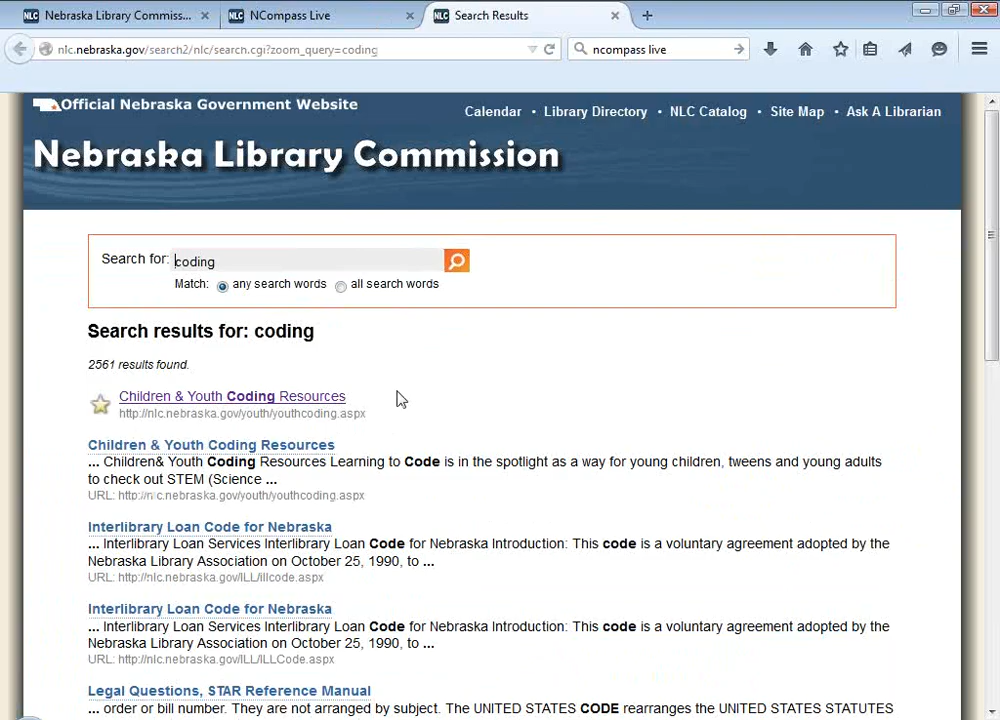 NLC Nebraska Library Commiss... ×
NLC NCompass Live ×
NLC Search Results × +
nlc.nebraska.gov/search2/nlc/search.cgi?zoom_query=coding
ncompass live
Official Nebraska Government Website
Calendar • Library Directory • NLC Catalog • Site Map • Ask A Librarian
Nebraska Library Commission
Search for: coding
Match: any search words all search words
Search results for: coding
2561 results found.
Children & Youth Coding Resources
http://nlc.nebraska.gov/youth/youthcoding.aspx
Children & Youth Coding Resources
... Children& Youth Coding Resources Learning to Code is in the spotlight as a way for young children, tweens and young adults
to check out STEM (Science ...
URL: http://nlc.nebraska.gov/youth/youthcoding.aspx
Interlibrary Loan Code for Nebraska
... Interlibrary Loan Services Interlibrary Loan Code for Nebraska Introduction: This code is a voluntary agreement adopted by the
Nebraska Library Association on October 25, 1990, to ...
URL: http://nlc.nebraska.gov/ILL/illcode.aspx
Interlibrary Loan Code for Nebraska
... Interlibrary Loan Services Interlibrary Loan Code for Nebraska Introduction: This code is a voluntary agreement adopted by the
Nebraska Library Association on October 25, 1990, to ...
URL: http://nlc.nebraska.gov/ILL/ILLCode.aspx
Legal Questions, STAR Reference Manual
... order or bill number. They are not arranged by subject. The UNITED STATES CODE rearranges the UNITED STATES STATUTES